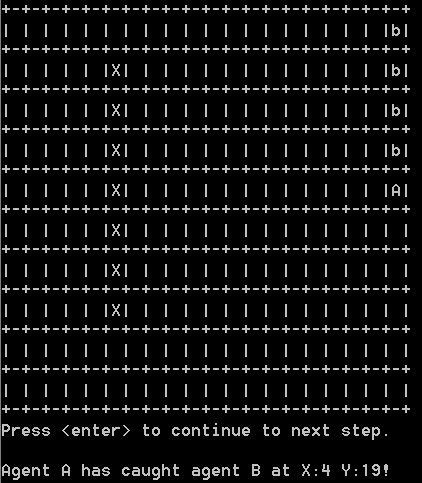 +-+-+-+-+-+-+-+-+-+-+-+-+-+-+-+-+-+-+-+-+
| | | | | | | | | | | | | | | | | | | |b|
+-+-+-+-+-+-+-+-+-+-+-+-+-+-+-+-+-+-+-+-+
| | | | | |X| | | | | | | | | | | | | |b|
+-+-+-+-+-+-+-+-+-+-+-+-+-+-+-+-+-+-+-+-+
| | | | | |X| | | | | | | | | | | | | |b|
+-+-+-+-+-+-+-+-+-+-+-+-+-+-+-+-+-+-+-+-+
| | | | | |X| | | | | | | | | | | | | |b|
+-+-+-+-+-+-+-+-+-+-+-+-+-+-+-+-+-+-+-+-+
| | | | | |X| | | | | | | | | | | | | |A|
+-+-+-+-+-+-+-+-+-+-+-+-+-+-+-+-+-+-+-+-+
| | | | | |X| | | | | | | | | | | | | | |
+-+-+-+-+-+-+-+-+-+-+-+-+-+-+-+-+-+-+-+-+
| | | | | |X| | | | | | | | | | | | | | |
+-+-+-+-+-+-+-+-+-+-+-+-+-+-+-+-+-+-+-+-+
| | | | | |X| | | | | | | | | | | | | | |
+-+-+-+-+-+-+-+-+-+-+-+-+-+-+-+-+-+-+-+-+
| | | | | | | | | | | | | | | | | | | | |
+-+-+-+-+-+-+-+-+-+-+-+-+-+-+-+-+-+-+-+-+
| | | | | | | | | | | | | | | | | | | | |
+-+-+-+-+-+-+-+-+-+-+-+-+-+-+-+-+-+-+-+-+
Press <enter> to continue to next step.
Agent A has caught agent B at X:4 Y:19!